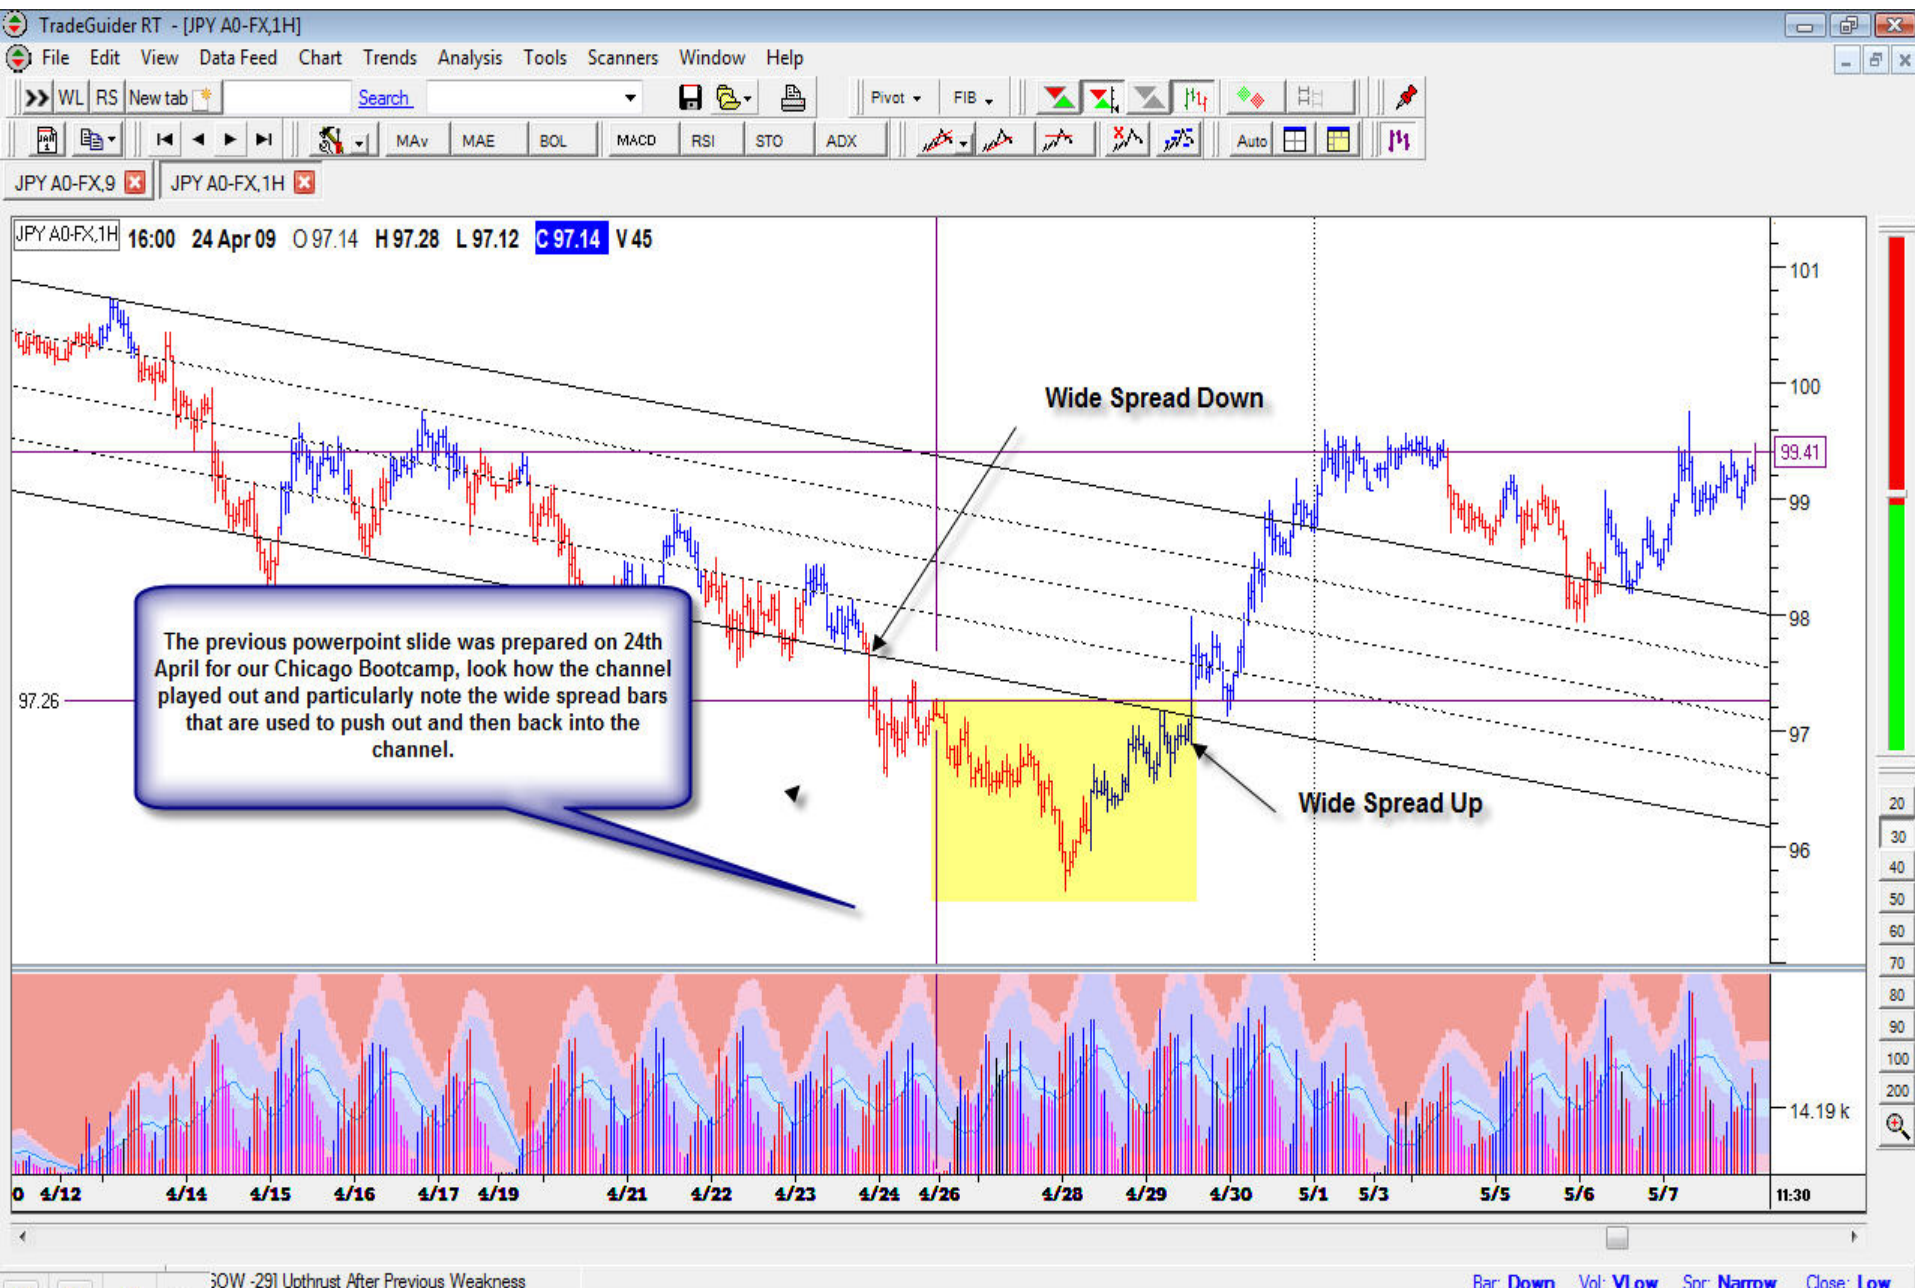 TradeGuider RT - [JPY A0-FX,1H]
File Edit View Data Feed Chart Trends Analysis Tools Scanners Window Help
WL RS New tab Search Pivot FIB
MAv MAE BOL MACD RSI STO ADX Auto
JPY A0-FX,9 JPY A0-FX,1H
JPY A0-FX,1H 16:00 24 Apr 09 O 97.14 H 97.28 L 97.12 C 97.14 V 45
101
100
Wide Spread Down
99.41
99
98
The previous powerpoint slide was prepared on 24th
April for our Chicago Bootcamp, look how the channel
played out and particularly note the wide spread bars
that are used to push out and then back into the
channel.
97.26
97
Wide Spread Up
96
20
30
40
50
60
70
80
90
100
200
14.19 k
0 4/12 4/14 4/15 4/16 4/17 4/19 4/21 4/22 4/23 4/24 4/26 4/28 4/29 4/30 5/1 5/3 5/5 5/6 5/7 11:30
SOW -29] Upthrust After Previous Weakness
Bar: Down Vol: VLow Spr: Narrow Close: Low